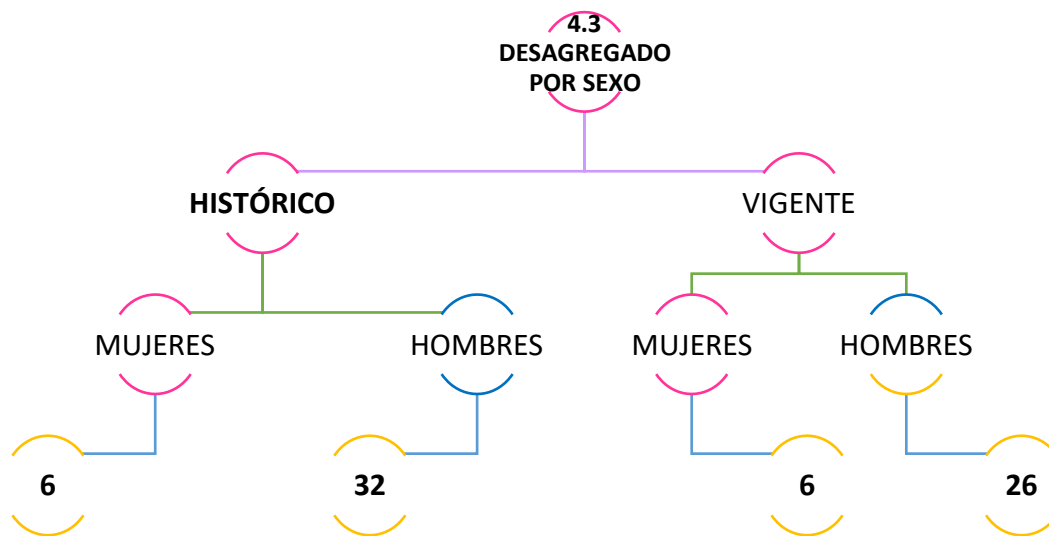 4.3
DESAGREGADO
POR SEXO
HISTÓRICO
VIGENTE
MUJERES
HOMBRES
MUJERES
HOMBRES
6
32
6
26